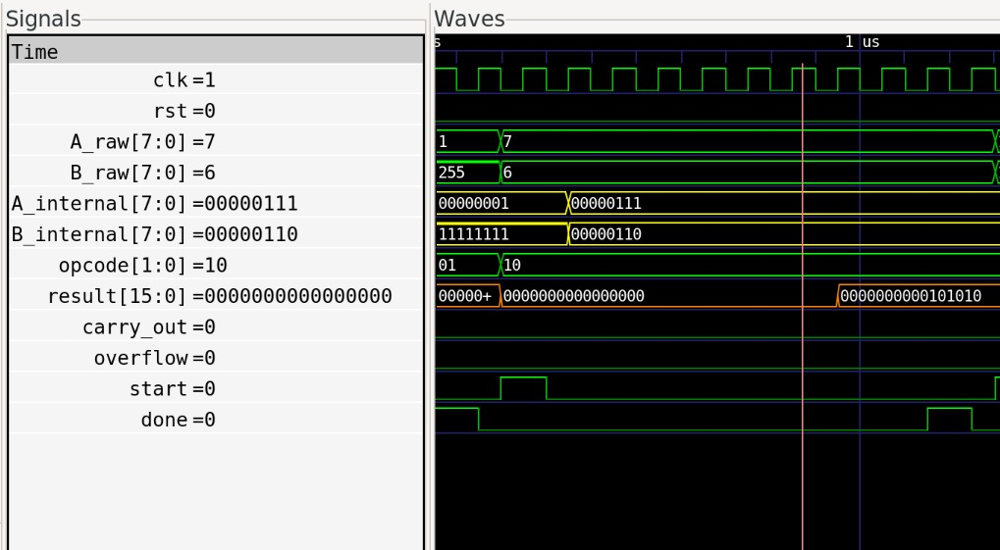 Signals
Waves
Time
s
1 us
clk=1
rst=0
A_raw[7:0]=7
1
7
B_raw[7:0]=6
255
6
A_internal[7:0]=00000111
00000001
00000111
B_internal[7:0]=00000110
11111111
00000110
opcode[1:0]=10
01
10
result[15:0]=0000000000000000
00000+
0000000000000000
0000000000101010
carry_out=0
overflow=0
start=0
done=0